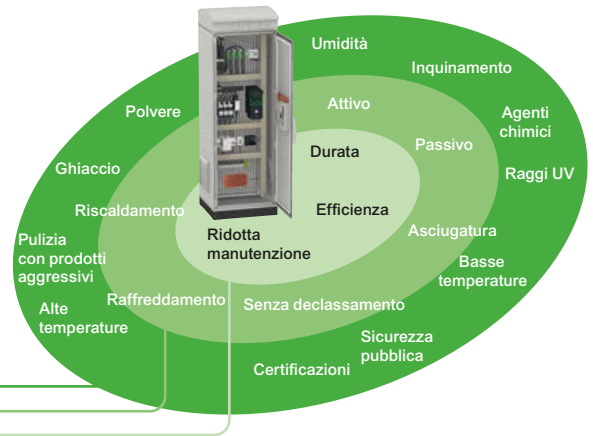 Umidità
Inquinamento
Polvere
Attivo
Agenti
chimici
Durata
Passivo
Ghiaccio
Raggi UV
Riscaldamento
Efficienza
Ridotta
manutenzione
Asciugatura
Pulizia
con prodotti
aggressivi
Basse
temperature
Raffreddamento
Senza declassamento
Alte
temperature
Sicurezza
pubblica
Certificazioni